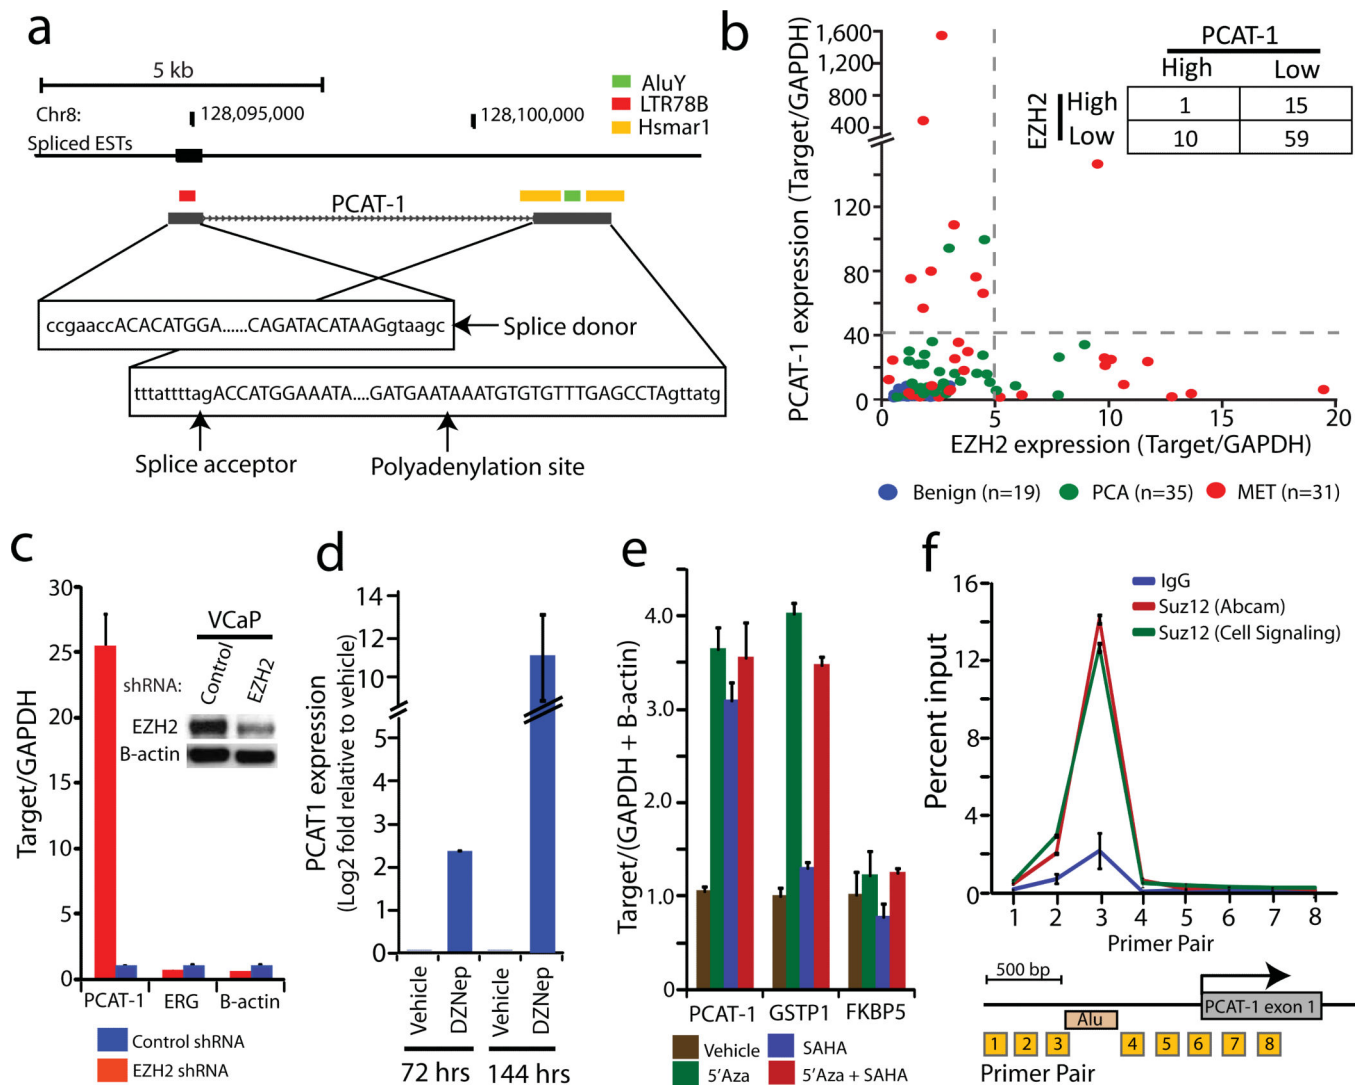 a
5 kb
AluY
LTR78B
Hsmar1
Chr8:
128,095,000
128,100,000
Spliced ESTs
PCAT-1
ccgaaccACACATGGA......CAGATACATAAGgtaagc
Splice donor
tttattttagACCATGGAAATA....GATGAATAAATGTGTGTTTGAGCCTAgttatg
Splice acceptor
Polyadenylation site
b
PCAT-1 expression (Target/GAPDH)
1,600
1200
800
400
120
80
40
0
0
5
10
15
20
EZH2 expression (Target/GAPDH)
PCAT-1
High
Low
EZH2
High
1
15
Low
10
59
Benign (n=19)
PCA (n=35)
MET (n=31)
c
Target/GAPDH
30
25
20
15
10
5
0
VCaP
shRNA:
Control
EZH2
EZH2
B-actin
PCAT-1
ERG
B-actin
Control shRNA
EZH2 shRNA
d
PCAT1 expression
(Log2 fold relative to vehicle)
14
12
10
5
4
3
2
1
0
Vehicle
DZNep
Vehicle
DZNep
72 hrs
144 hrs
e
Target/(GAPDH + B-actin)
4.0
3.0
2.0
1.0
0
PCAT-1
GSTP1
FKBP5
Vehicle
SAHA
5'Aza
5'Aza + SAHA
f
Percent input
16
12
8
4
0
IgG
Suz12 (Abcam)
Suz12 (Cell Signaling)
1 2 3 4 5 6 7 8
Primer Pair
500 bp
PCAT-1 exon 1
Alu
1 2 3 4 5 6 7 8
Primer Pair